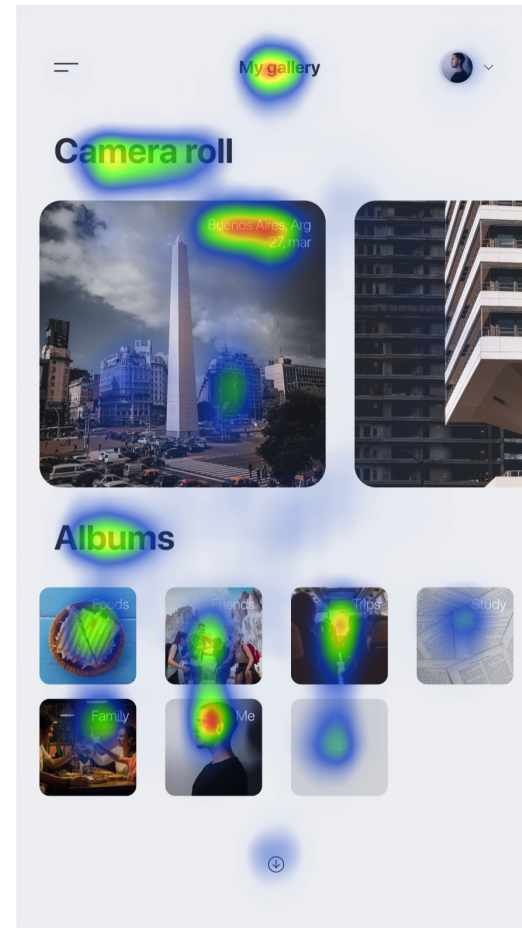 My gallery
Camera roll
Buenos Aires, Arg
27, mar
Albums
Foods
Friends
Trips
Study
Family
Me